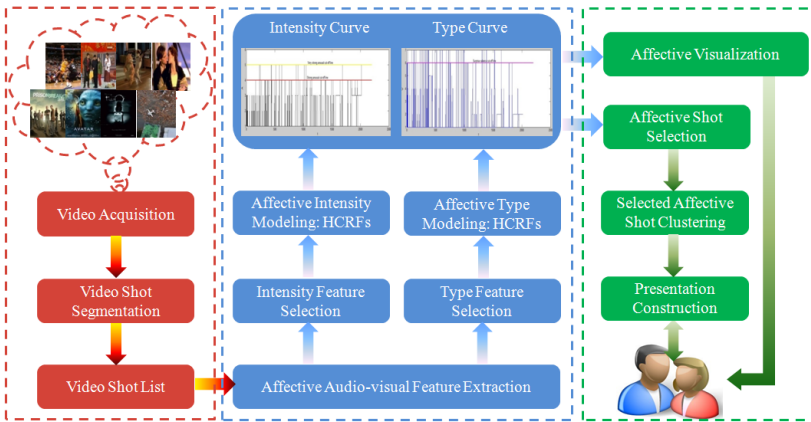 Video Acquisition
Video Shot
Segmentation
Video Shot List
Intensity Curve
Type Curve
Affective Intensity
Modeling: HCRFs
Affective Type
Modeling: HCRFs
Intensity Feature
Selection
Type Feature
Selection
Affective Audio-visual Feature Extraction
Affective Visualization
Affective Shot
Selection
Selected Affective
Shot Clustering
Presentation
Construction
AVATAR